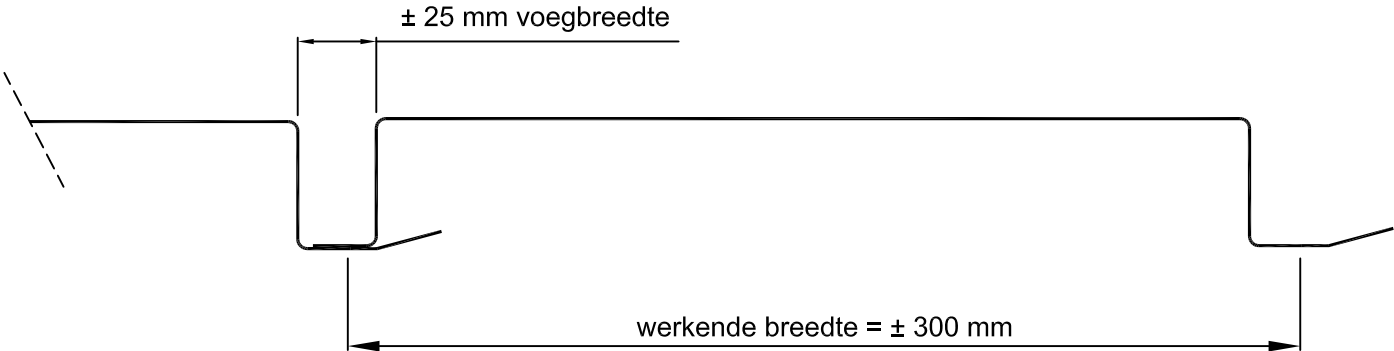 ± 25 mm voegbreedte
werkende breedte = ± 300 mm